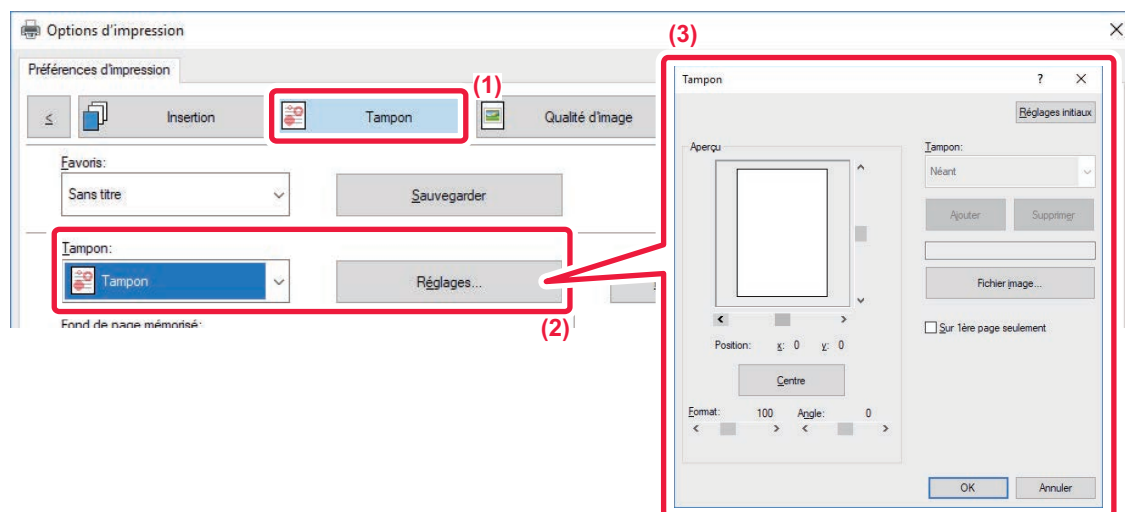 Options d'impression
Préférences d'impression
(1)
<
Insertion
Tampon
Qualité d'image
Favoris:
Sans titre
Sauvegarder
Tampon:
Tampon
Réglages...
(2)
Fond de page mémorisé:
(3)
Tampon
?
Réglages initiaux
Aperçu
Tampon:
Néant
Ajouter
Supprimer
Fichier image...
Sur 1ère page seulement
Position: x: 0 y: 0
Centre
Format: 100 Angle: 0
OK
Annuler